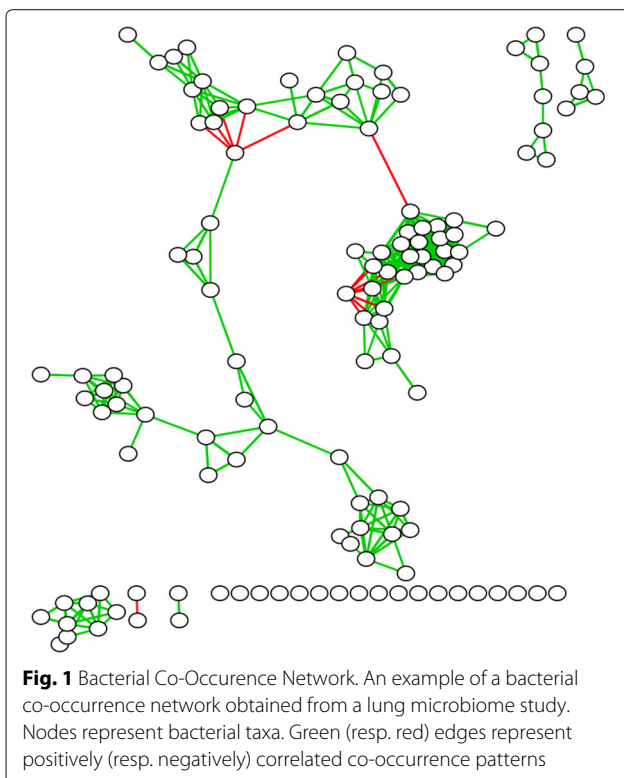 Fig. 1 Bacterial Co-Occurence Network. An example of a bacterial
co-occurrence network obtained from a lung microbiome study.
Nodes represent bacterial taxa. Green (resp. red) edges represent
positively (resp. negatively) correlated co-occurrence patterns